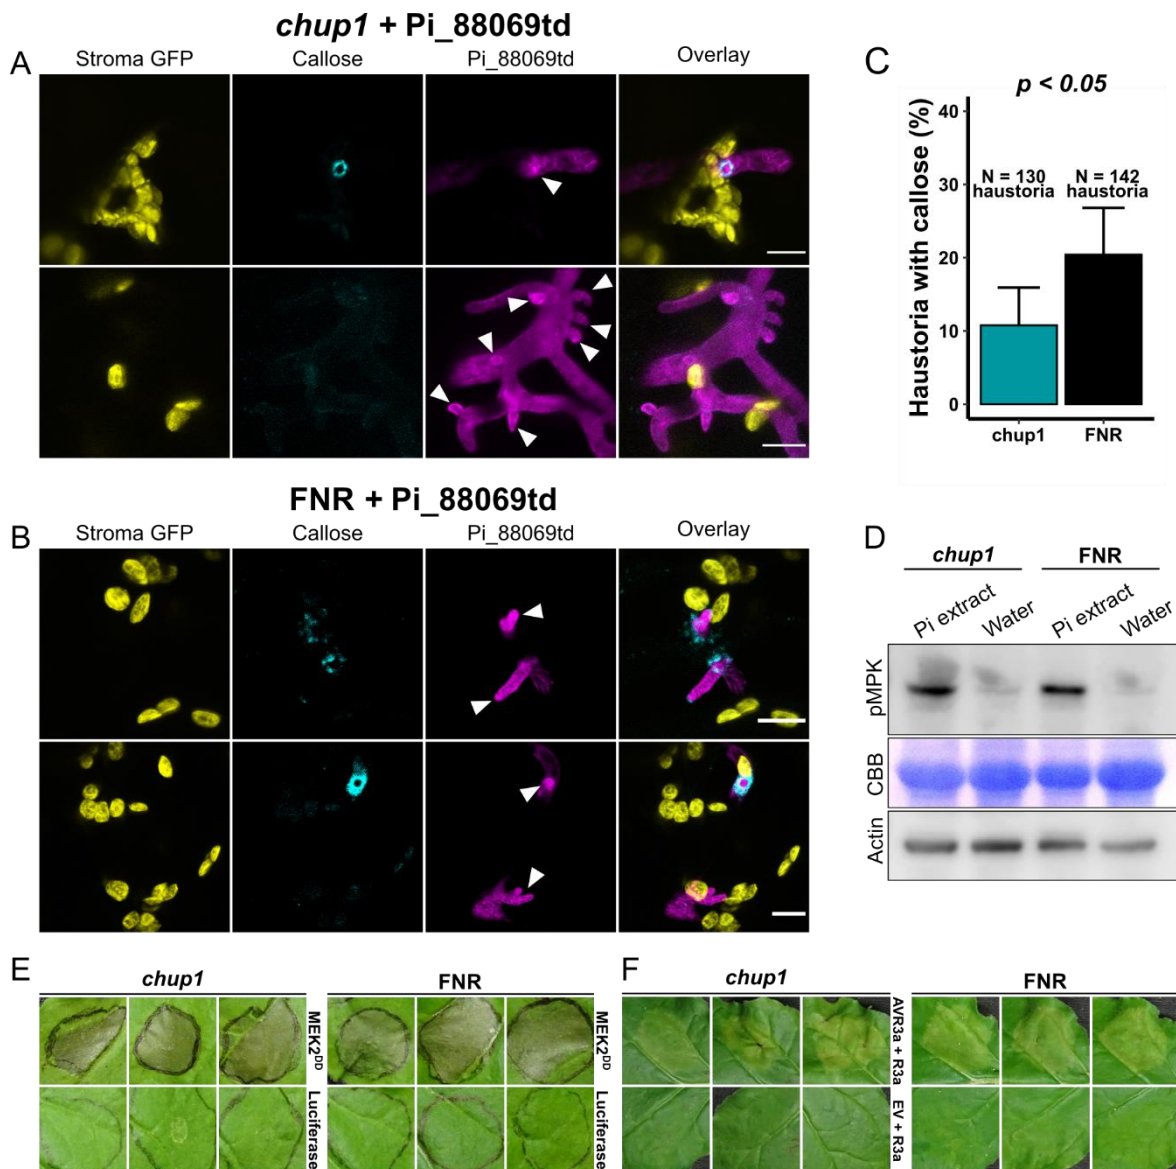 chup1 + Pi_88069td
A
Stroma GFP
Callose
Pi_88069td
Overlay
FNR + Pi_88069td
B
Stroma GFP
Callose
Pi_88069td
Overlay
C
p < 0.05
Haustoria with callose (%)
40
30
20
10
0
N = 130
haustoria
N = 142
haustoria
chup1
FNR
D
chup1
FNR
Pi extract
Water
Pi extract
Water
pMPK
CBB
Actin
E
chup1
FNR
MEK2DD
MEK2DD
Luciferase
Luciferase
F
chup1
FNR
AVR3a + R3a
EV + R3a